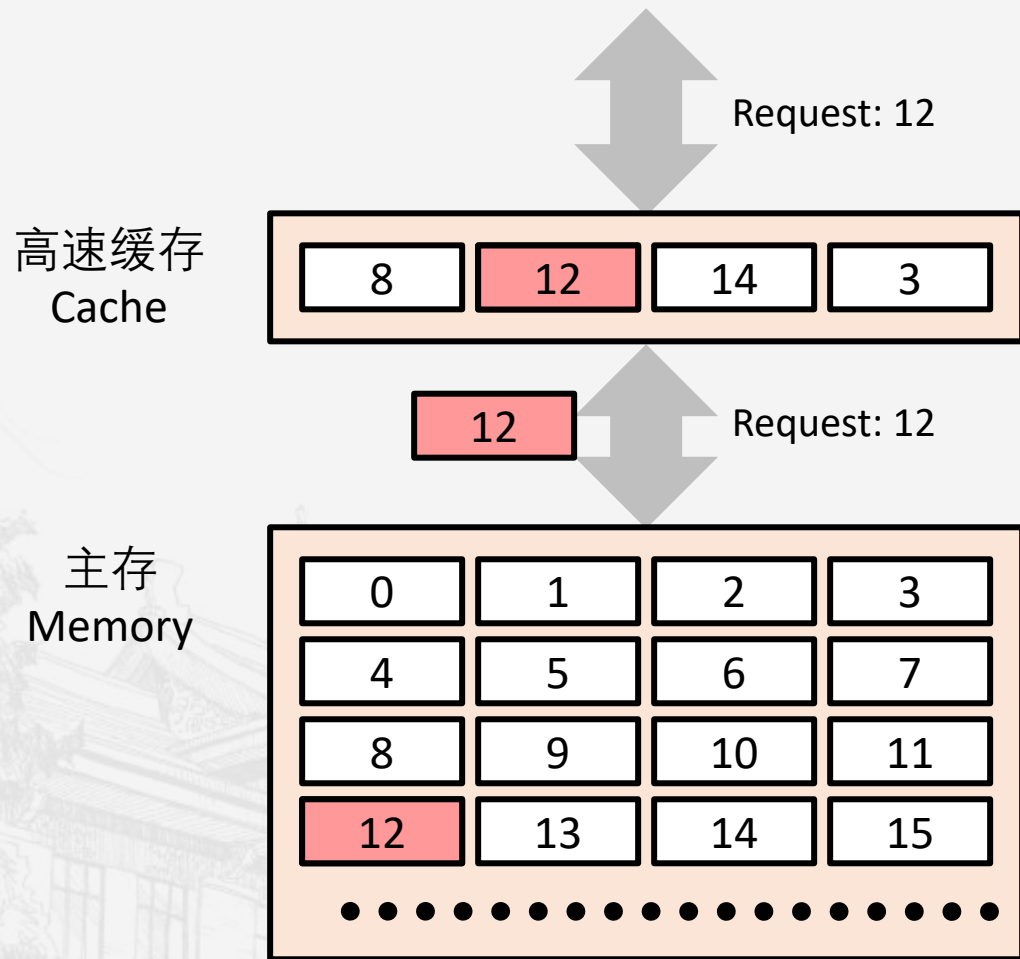 Request: 12
高速缓存
Cache
8 12 14 3
12
Request: 12
主存
Memory
0 1 2 3
4 5 6 7
8 9 10 11
12 13 14 15